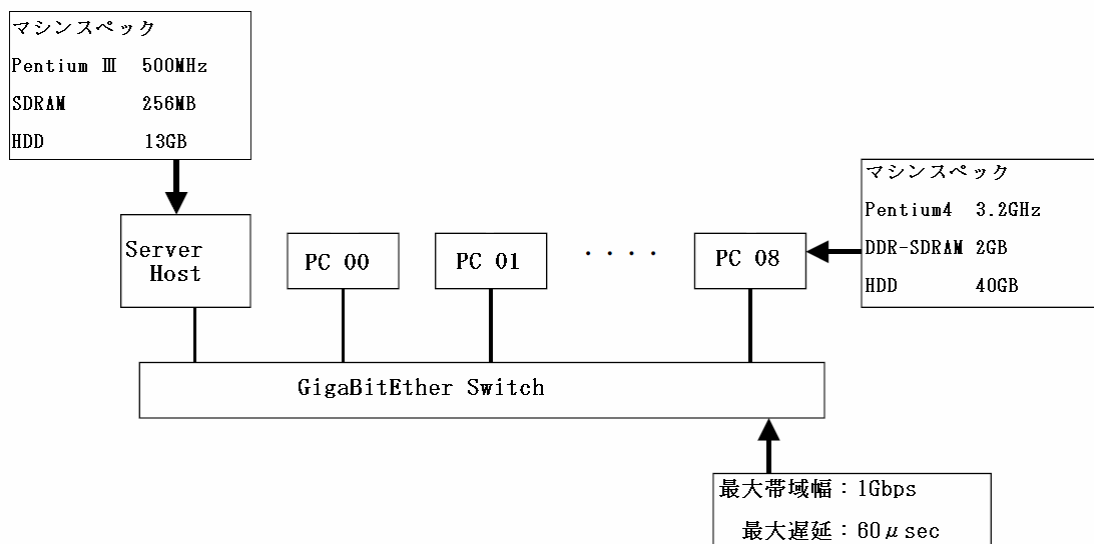 マシンスペック
Pentium Ⅲ 500MHz
SDRAM 256MB
HDD 13GB
マシンスペック
Pentium4 3.2GHz
DDR-SDRAM 2GB
HDD 40GB
Server
Host
PC 00
PC 01
・・・・
PC 08
GigaBitEther Switch
最大帯域幅：1Gbps
最大遅延：60μsec